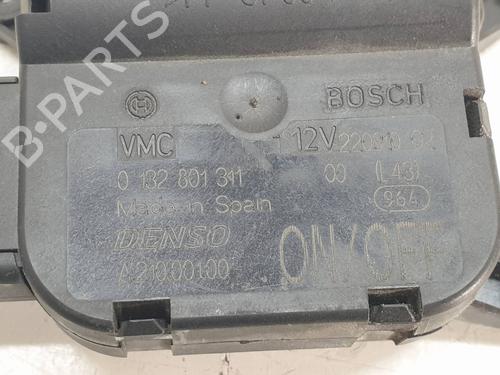 BOSCH
VMC 12V
0 132 801 311 00 (L43)
Made in Spain 964
DENSO ON/OFF
A21000100
B-PARTS